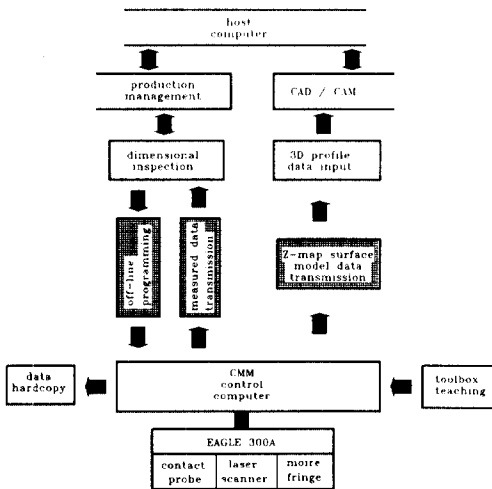 host
computer
production
management
CAD / CAM
dimensional
inspection
3D profile
data input
off-line
programming
measured data
transmission
Z-map surface
model data
transmission
data
hardcopy
CMM
control
computer
toolbox
teaching
EAGLE 300A
contact
probe
laser
scanner
moire
fringe